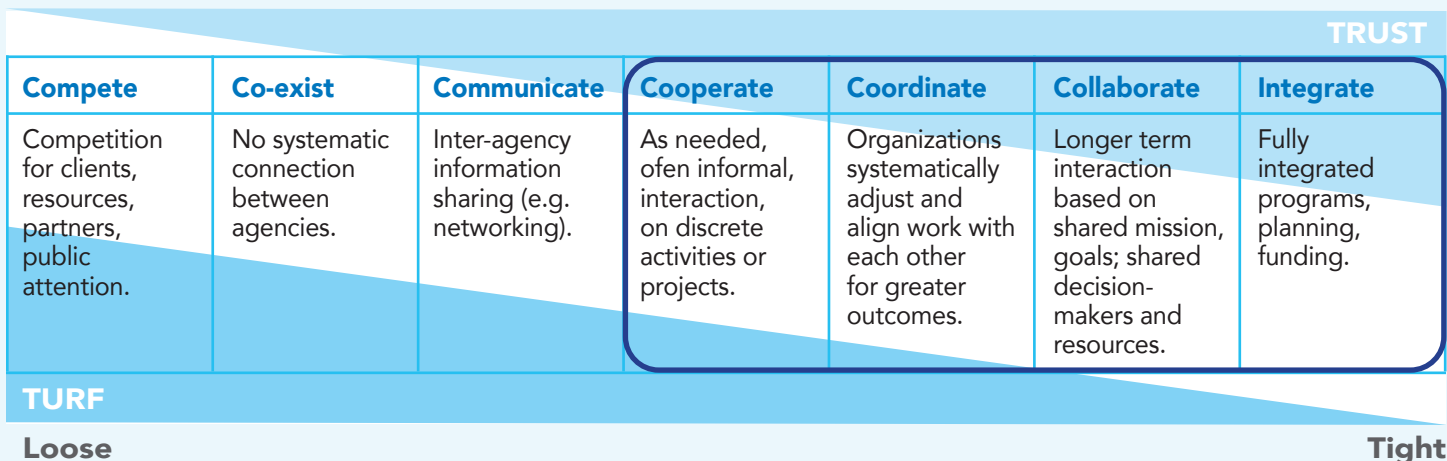 TRUST
Compete
Co-exist
Communicate
Cooperate
Coordinate
Collaborate
Integrate
Competition
for clients,
resources,
partners,
public
attention.
No systematic
connection
between
agencies.
Inter-agency
information
sharing (e.g.
networking).
As needed,
ofen informal,
interaction,
on discrete
activities or
projects.
Organizations
systematically
adjust and
align work with
each other
for greater
outcomes.
Longer term
interaction
based on
shared mission,
goals; shared
decision-
makers and
resources.
Fully
integrated
programs,
planning,
funding.
TURF
Loose
Tight